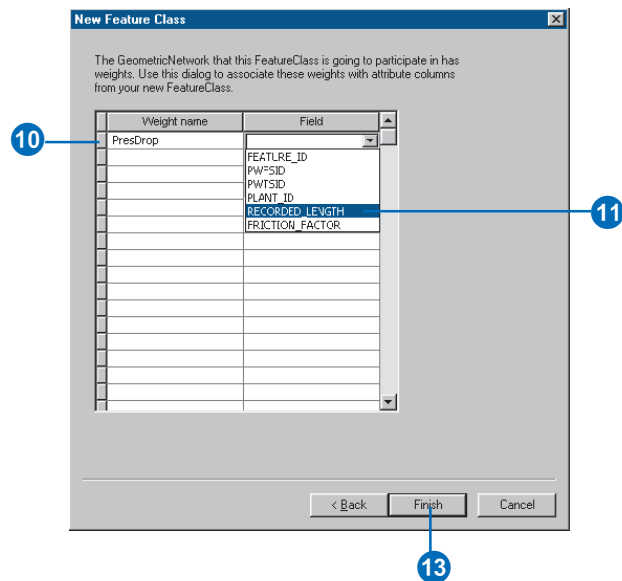 New Feature Class
The GeometricNetwork that this FeatureClass is going to participate in has
weights. Use this dialog to associate these weights with attribute columns
from your new FeatureClass.
Weight name Field
10 PresDrop
FEATURE_ID
PWFSID
PWTSID
PLANT_ID
RECORDED_LENGTH 11
FRICTION_FACTOR
< Back Finish Cancel
13